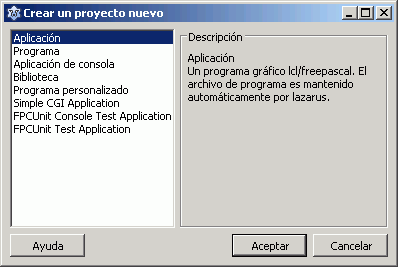 Crear un proyecto nuevo
Aplicación
Programa
Aplicación de consola
Biblioteca
Programa personalizado
Simple CGI Application
FPCUnit Console Test Application
FPCUnit Test Application
Descripción
Aplicación
Un programa gráfico lcl/freepascal. El
archivo de programa es mantenido
automáticamente por lazarus.
Ayuda
Aceptar
Cancelar